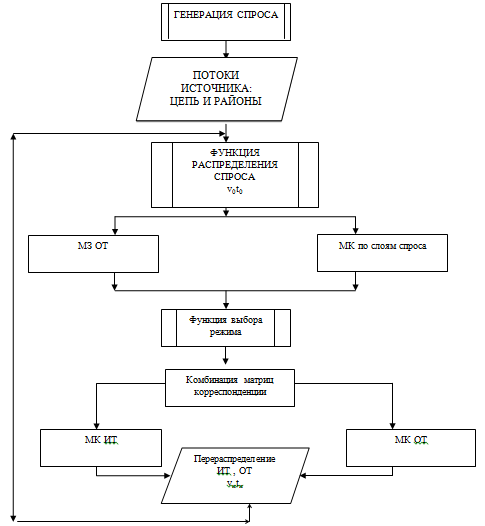 ГЕНЕРАЦИЯ СПРОСА
ПОТОКИ
ИСТОЧНИКА:
ЦЕПЬ И РАЙОНЫ
ФУНКЦИЯ
РАСПРЕДЕЛЕНИЯ
СПРОСА
v₀t₀
МЗ ОТ
МК по слоям спроса
Функция выбора
режима
Комбинация матриц
корреспонденции
МК ИТ
МК ОТ
Перераспределение
ИТ , ОТ